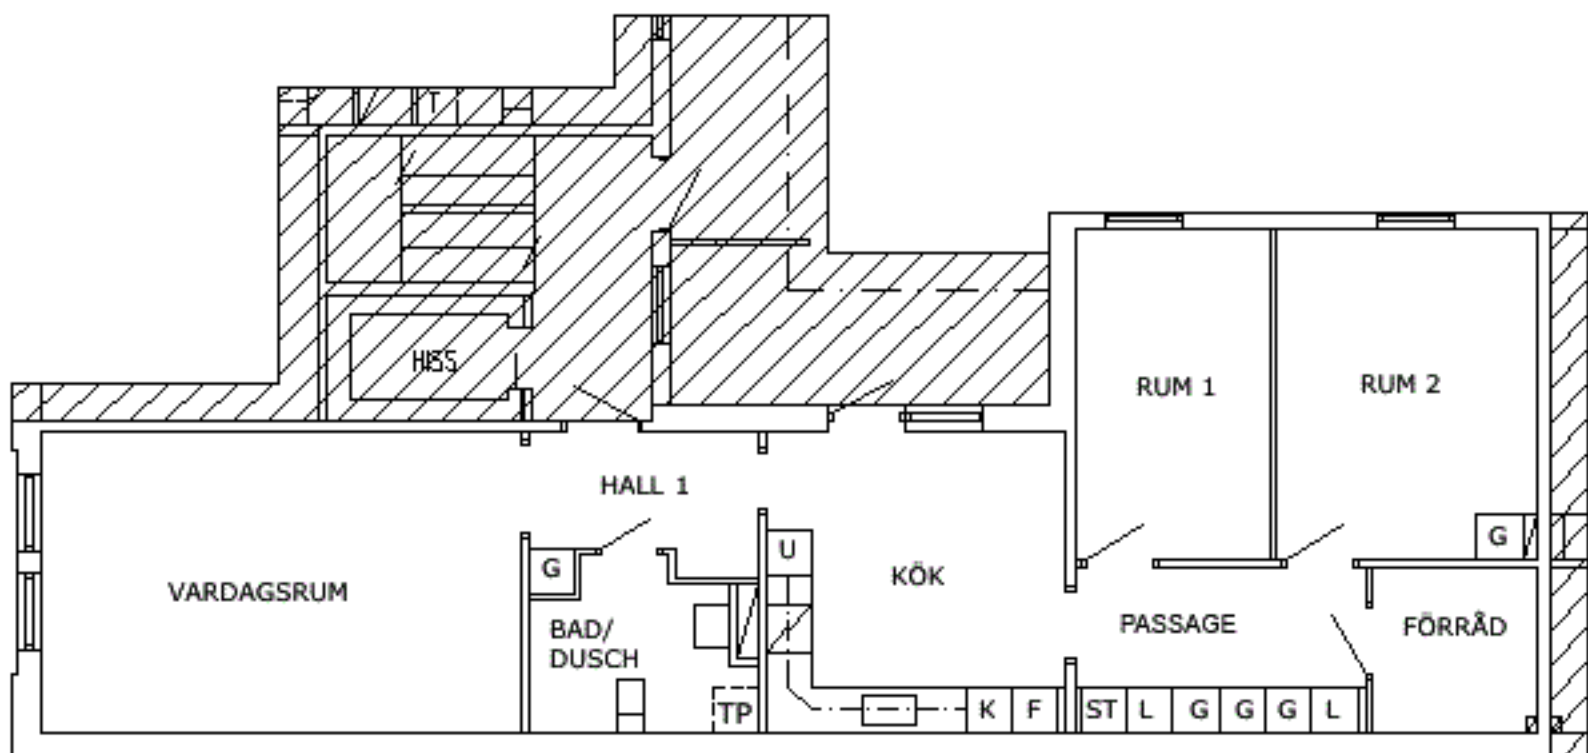 T
HISS
RUM 1
RUM 2
HALL 1
G
U
G
KÖK
VARDAGSRUM
BAD/
DUSCH
PASSAGE
FÖRRÅD
TP
K F ST L G G G L